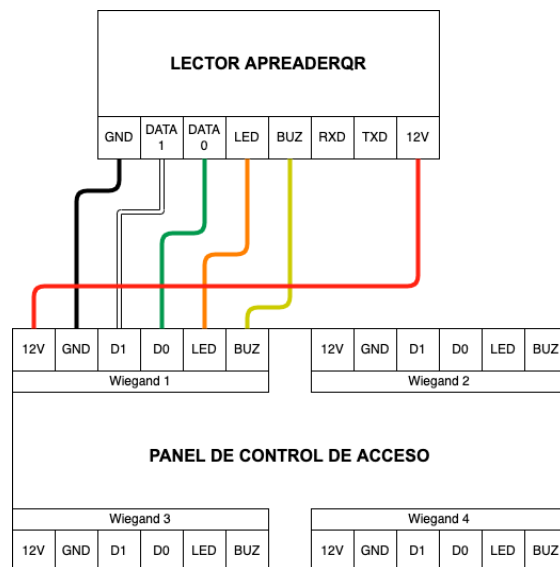 LECTOR APREADERQR
GND DATA 1 DATA 0 LED BUZ RXD TXD 12V
12V GND D1 D0 LED BUZ 12V GND D1 D0 LED BUZ
Wiegand 1 Wiegand 2
PANEL DE CONTROL DE ACCESO
Wiegand 3 Wiegand 4
12V GND D1 D0 LED BUZ 12V GND D1 D0 LED BUZ